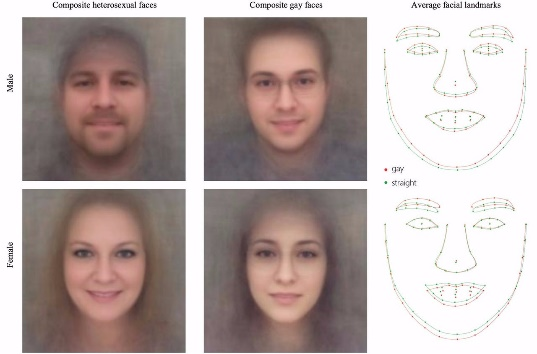 Composite heterosexual faces
Composite gay faces
Average facial landmarks
Male
gay
straight
Female